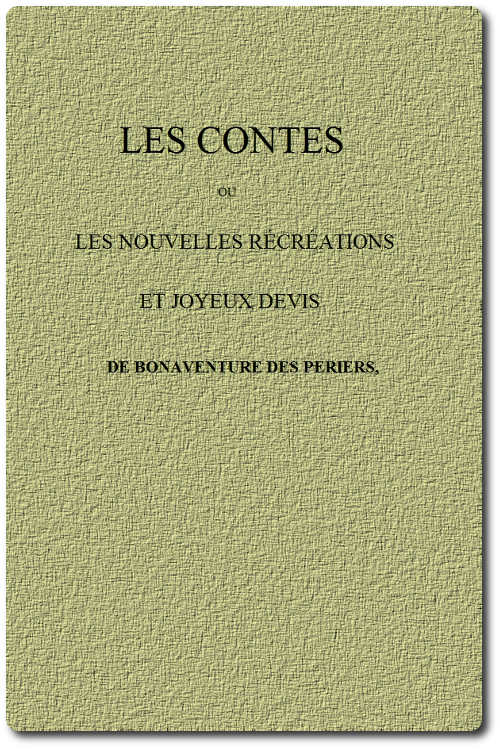 LES CONTES
OU
LES NOUVELLES RÉCRÉATIONS
ET JOYEUX DEVIS
DE BONAVENTURE DES PERIERS,